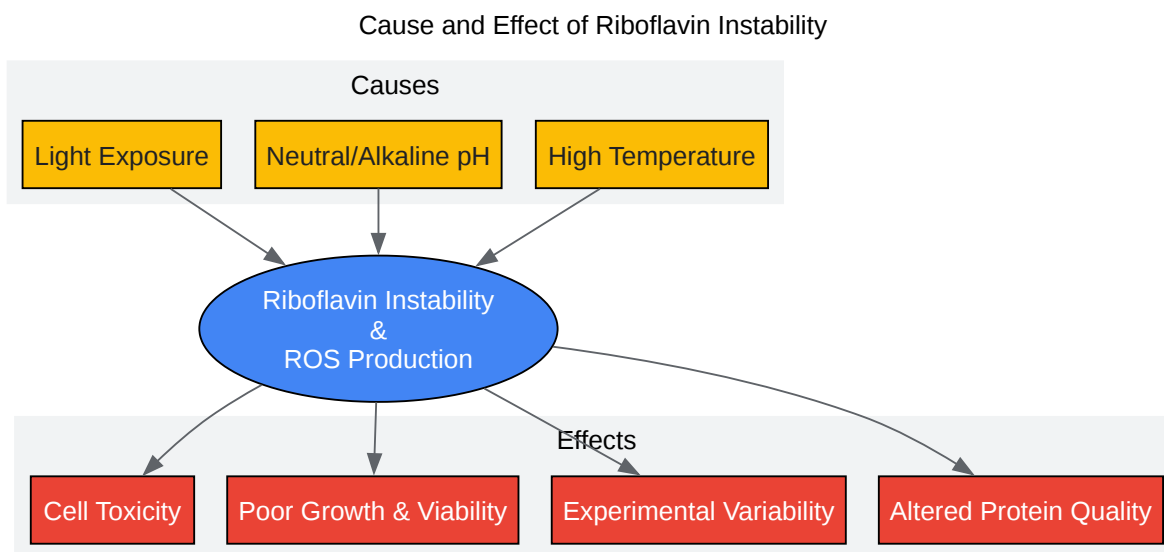 Cause and Effect of Riboflavin Instability
Causes
Light Exposure
Neutral/Alkaline pH
High Temperature
Riboflavin Instability
&
ROS Production
Effects
Cell Toxicity
Poor Growth & Viability
Experimental Variability
Altered Protein Quality